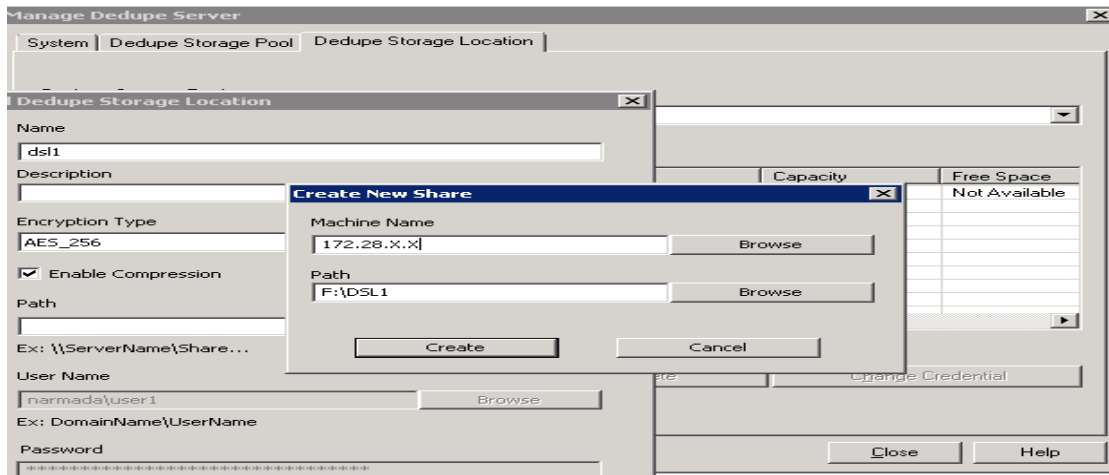 Manage Dedupe Server
System
Dedupe Storage Pool
Dedupe Storage Location
Dedupe Storage Location
Name
dsl1
Description
Encryption Type
AES_256
Enable Compression
Path
Ex: \\ServerName\Share...
User Name
narmada\user1
Browse
Ex: DomainName\UserName
Password
************************************
Create New Share
Machine Name
172.28.X.X
Browse
Path
F:\DSL1
Browse
Create
Cancel
Capacity
Free Space
Not Available
Change Credential
Close
Help